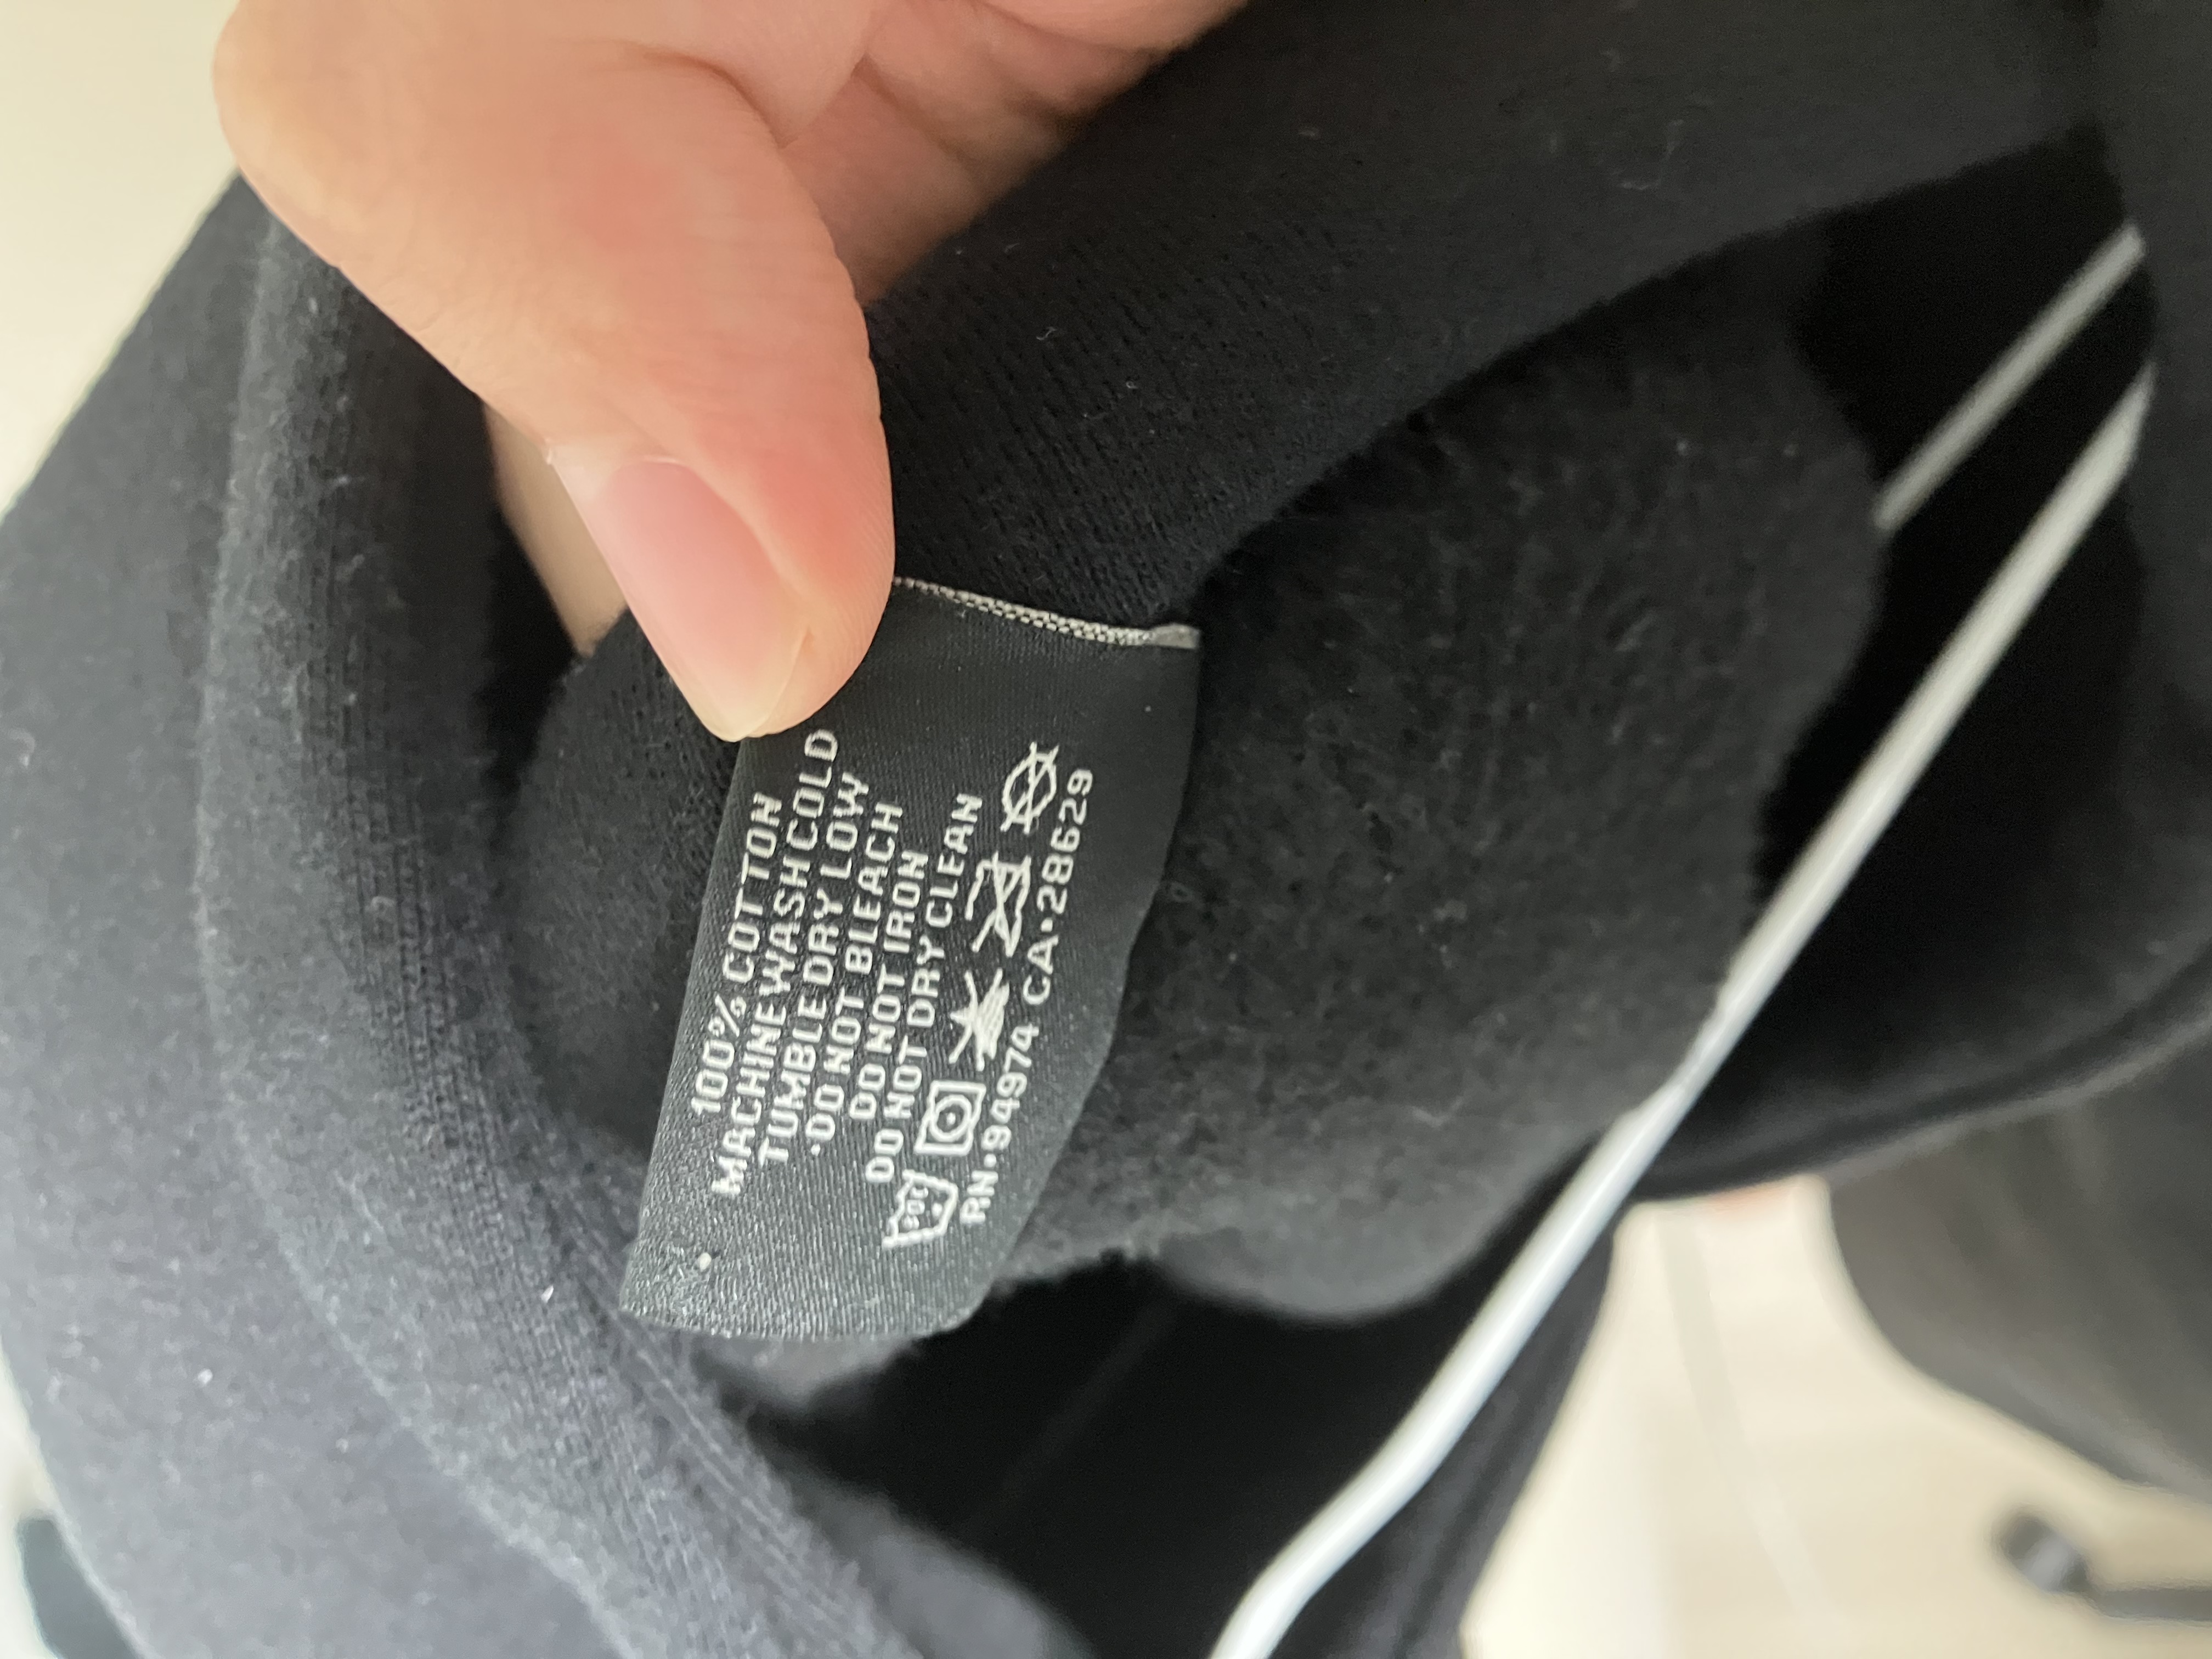 100% COTTON
MACHINE WASH COLD
TUMBLE DRY LOW
DO NOT BLEACH
DO NOT IRON
DO NOT DRY CLEAN
30C
RN•94974 CA•28629